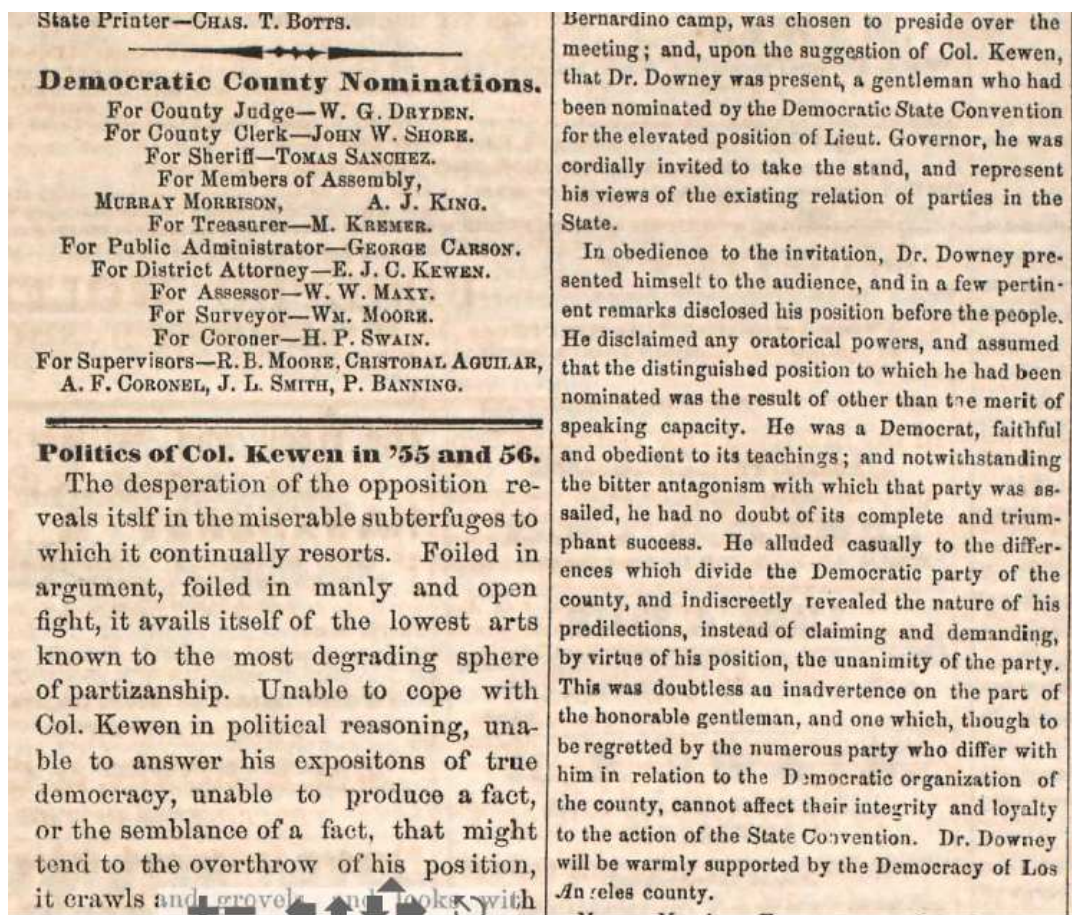 State Printer—CHAS. T. BOTTS.
Democratic County Nominations.
For County Judge—W. G. DRYDEN.
For County Clerk—JOHN W. SHORE.
For Sheriff—TOMAS SANCHEZ.
For Members of Assembly,
MURRAY MORRISON, A. J. KING.
For Treasurer—M. KREMER.
For Public Administrator—GEORGE CARSON.
For District Attorney—E. J. C. KEWEN.
For Assessor—W. W. MAXY.
For Surveyor—WM. MOORE.
For Coroner—H. P. SWAIN.
For Supervisors—R. B. MOORE, CRISTOBAL AGUILAR,
A. F. CORONEL, J. L. SMITH, P. BANNING.
Politics of Col. Kewen in '55 and 56.
The desperation of the opposition re-
veals itslf in the miserable subterfuges to
which it continually resorts. Foiled in
argument, foiled in manly and open
fight, it avails itself of the lowest arts
known to the most degrading sphere
of partizanship. Unable to cope with
Col. Kewen in political reasoning, una-
ble to answer his expositons of true
democracy, unable to produce a fact,
or the semblance of a fact, that might
tend to the overthrow of his position,
it crawls and grovels and looks with
Bernardino camp, was chosen to preside over the
meeting; and, upon the suggestion of Col. Kewen,
that Dr. Downey was present, a gentleman who had
been nominated by the Democratic State Convention
for the elevated position of Lieut. Governor, he was
cordially invited to take the stand, and represent
his views of the existing relation of parties in the
State.
In obedience to the invitation, Dr. Downey pre-
sented himself to the audience, and in a few pertin-
ent remarks disclosed his position before the people.
He disclaimed any oratorical powers, and assumed
that the distinguished position to which he had been
nominated was the result of other than the merit of
speaking capacity. He was a Democrat, faithful
and obedient to its teachings; and notwithstanding
the bitter antagonism with which that party was as-
sailed, he had no doubt of its complete and trium-
phant success. He alluded casually to the differ-
ences which divide the Democratic party of the
county, and indiscreetly revealed the nature of his
predilections, instead of claiming and demanding,
by virtue of his position, the unanimity of the party.
This was doubtless an inadvertence on the part of
the honorable gentleman, and one which, though to
be regretted by the numerous party who differ with
him in relation to the Democratic organization of
the county, cannot affect their integrity and loyalty
to the action of the State Convention. Dr. Downey
will be warmly supported by the Democracy of Los
Angeles county.